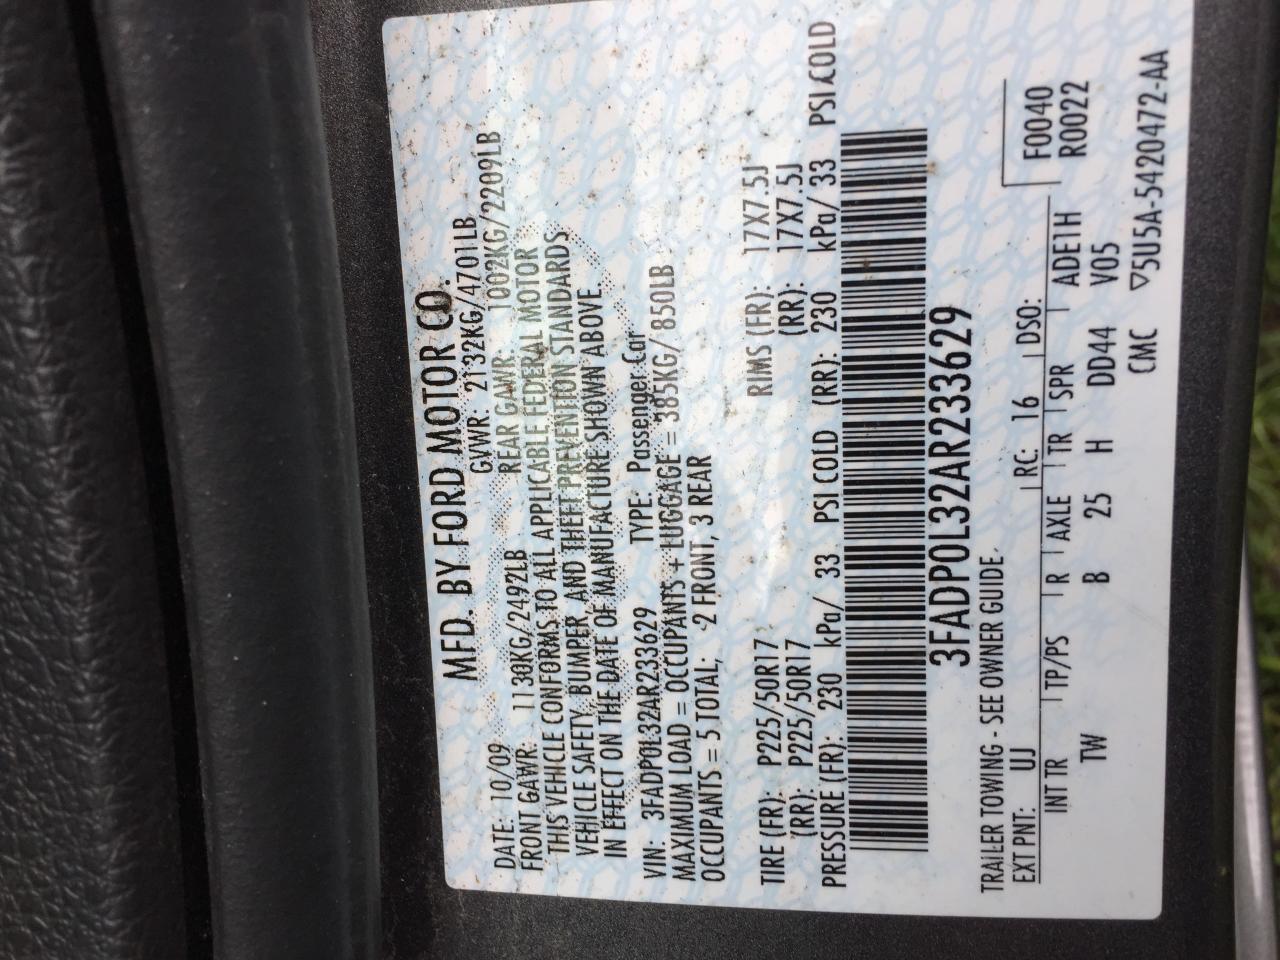 MFD. BY FORD MOTOR CO.
DATE: 10/09 GVWR: 2132KG/4701LB
FRONT GAWR: 1130KG/2492LB REAR GAWR: 1002KG/2209LB
THIS VEHICLE CONFORMS TO ALL APPLICABLE FEDERAL MOTOR
VEHICLE SAFETY, BUMPER, AND THEFT PREVENTION STANDARDS
IN EFFECT ON THE DATE OF MANUFACTURE SHOWN ABOVE.
VIN: 3FADP0L32AR233629 TYPE: Passenger Car
MAXIMUM LOAD = OCCUPANTS + LUGGAGE = 385KG/850LB
OCCUPANTS = 5 TOTAL; 2 FRONT, 3 REAR
TIRE (FR): P225/50R17 RIMS (FR): 17X7.5J
(RR): P225/50R17 (RR): 17X7.5J
PRESSURE (FR): 230 kPa/ 33 PSI COLD (RR): 230 kPa/ 33 PSI COLD
3FADP0L32AR233629
TRAILER TOWING - SEE OWNER GUIDE.
EXT PNT: UJ RC: 16 DSO: F0040
R0022
INT TR TP/PS R AXLE TR SPR ADE1H
TW B 25 H DD44 V05
CMC ▽5U5A-5420472-AA